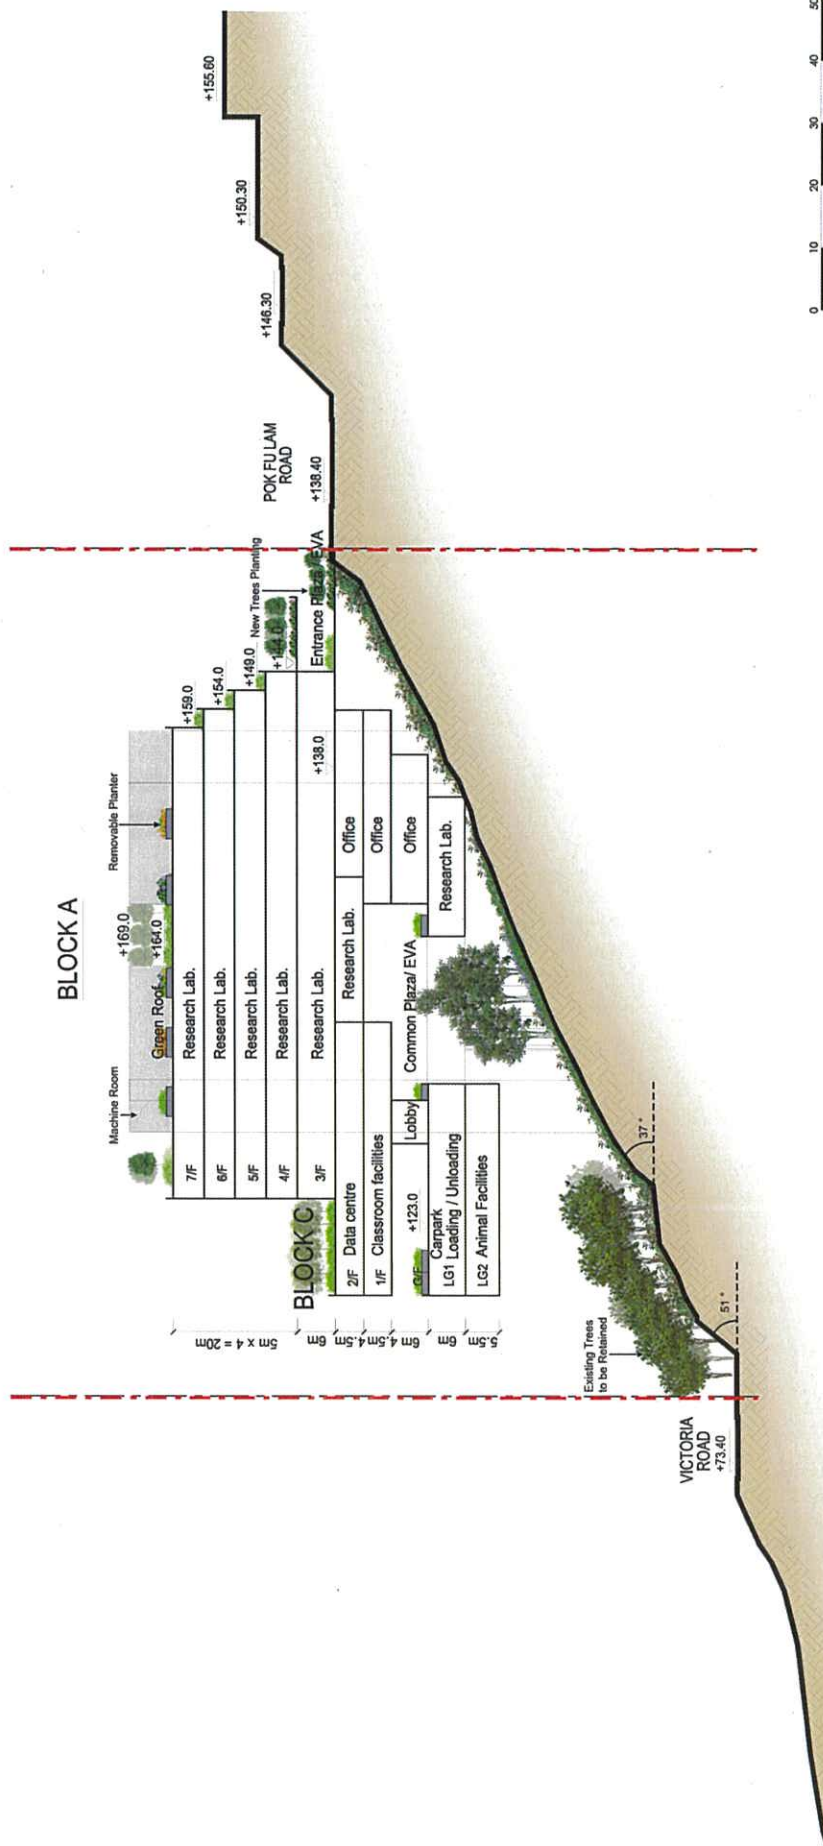 BLOCK A
Machine Room
Removable Planter
+169.0
+164.0
Green Roof
7/F
Research Lab.
+159.0
6/F
Research Lab.
+154.0
5/F
Research Lab.
+149.0
4/F
Research Lab.
+144.0
New Trees Planting
3/F
Research Lab.
+138.0
Entrance Plaza / EVA
BLOCK C
2/F
Data centre
Research Lab.
Office
1/F
Classroom facilities
Office
G/F
+123.0
Lobby
Common Plaza/ EVA
Office
Carpark
LG1 Loading / Unloading
Research Lab.
LG2 Animal Facilities
5m x 4 = 20m
6m
4.5m
4.5m
6m
6m
5.5m
POK FU LAM
ROAD
+138.40
+146.30
+150.30
+155.60
Existing Trees
to be Retained
37°
51°
VICTORIA
ROAD
+73.40
0
10
20
30
40
50